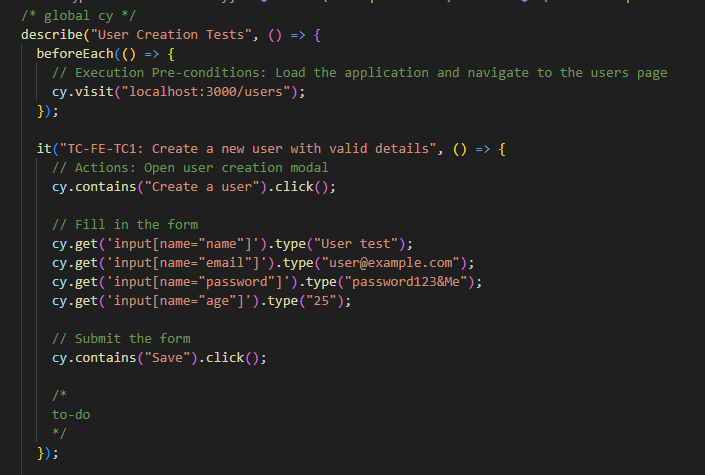 /* global cy */
describe("User Creation Tests", () => {
  beforeEach(() => {
    // Execution Pre-conditions: Load the application and navigate to the users page
    cy.visit("localhost:3000/users");
  });

  it("TC-FE-TC1: Create a new user with valid details", () => {
    // Actions: Open user creation modal
    cy.contains("Create a user").click();

    // Fill in the form
    cy.get('input[name="name"]').type("User test");
    cy.get('input[name="email"]').type("user@example.com");
    cy.get('input[name="password"]').type("password123&Me");
    cy.get('input[name="age"]').type("25");

    // Submit the form
    cy.contains("Save").click();

    /*
    to-do
    */
  });